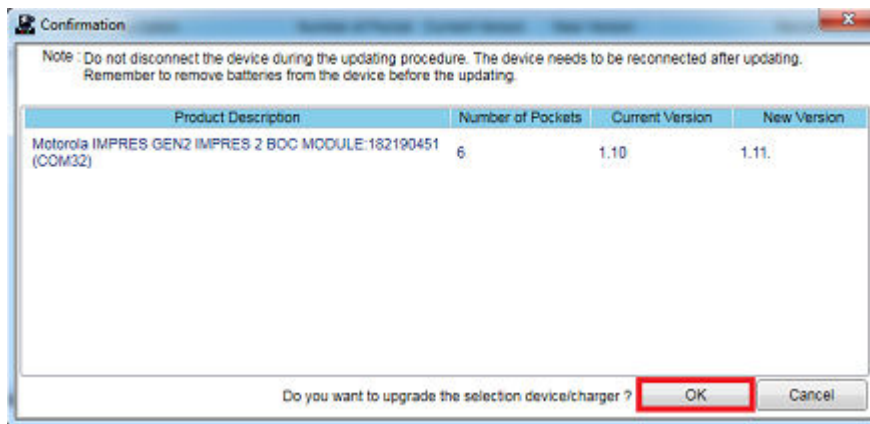 Confirmation
Note : Do not disconnect the device during the updating procedure. The device needs to be reconnected after updating.
Remember to remove batteries from the device before the updating.
Product Description Number of Pockets Current Version New Version
Motorola IMPRES GEN2 IMPRES 2 BOC MODOULE:182190451 6 1.10 1.11.
(COM32)
Do you want to upgrade the selection device/charger ? OK Cancel